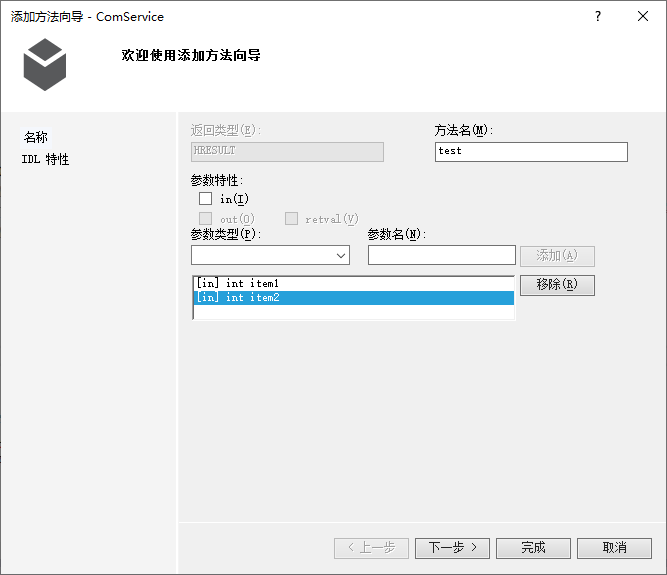 添加方法向导 - ComService
?
欢迎使用添加方法向导
名称
IDL 特性
返回类型(E):
方法名(M):
HRESULT
test
参数特性:
in(I)
out(O)
retval(V)
参数类型(P):
参数名(N):
添加(A)
[in] int item1
移除(R)
[in] int item2
< 上一步
下一步 >
完成
取消